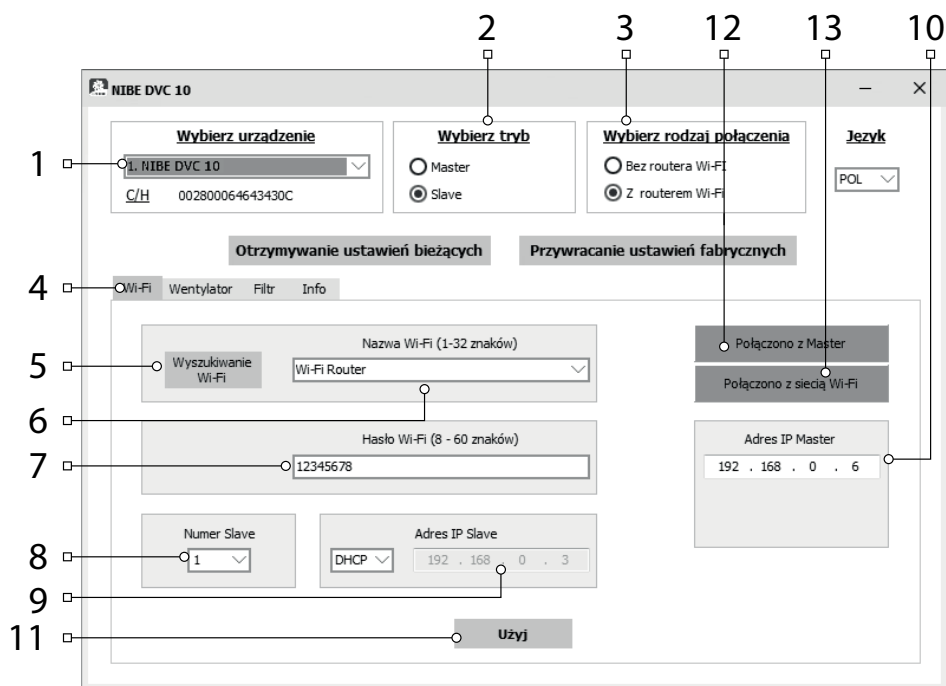 2 3 12 13 10
NIBE DVC 10
Wybierz urządzenie Wybierz tryb Wybierz rodzaj połączenia Język
1 1. NIBE DVC 10 Master Bez routera Wi-FI POL
C/H 002800064643430C Slave Z routerem Wi-Fi
Otrzymywanie ustawień bieżących Przywracanie ustawień fabrycznych
4 Wi-Fi Wentylator Filtr Info
Nazwa Wi-Fi (1-32 znaków) Połączono z Master
5 Wyszukiwanie Wi-Fi Router
Wi-Fi Połączono z siecią Wi-Fi
6
Hasło Wi-Fi (8 - 60 znaków) Adres IP Master
7 12345678 192 . 168 . 0 . 6
Numer Slave Adres IP Slave
8 1 DHCP 192 . 168 . 0 . 3
9
11 Użyj